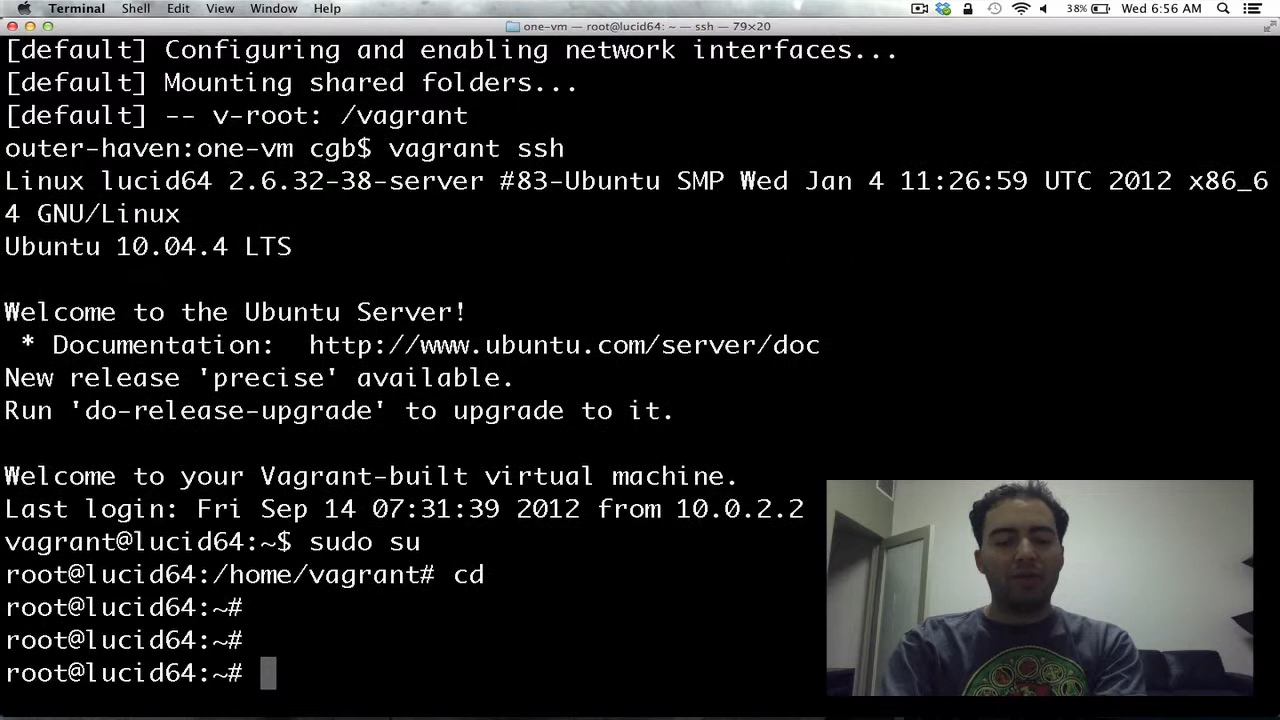 Terminal Shell Edit View Window Help 38% Wed 6:56 AM
one-vm — root@lucid64: ~ — ssh — 79×20
[default] Configuring and enabling network interfaces...
[default] Mounting shared folders...
[default] -- v-root: /vagrant
outer-haven:one-vm cgb$ vagrant ssh
Linux lucid64 2.6.32-38-server #83-Ubuntu SMP Wed Jan 4 11:26:59 UTC 2012 x86_6
4 GNU/Linux
Ubuntu 10.04.4 LTS
Welcome to the Ubuntu Server!
* Documentation:  http://www.ubuntu.com/server/doc
New release 'precise' available.
Run 'do-release-upgrade' to upgrade to it.
Welcome to your Vagrant-built virtual machine.
Last login: Fri Sep 14 07:31:39 2012 from 10.0.2.2
vagrant@lucid64:~$ sudo su
root@lucid64:/home/vagrant# cd
root@lucid64:~#
root@lucid64:~#
root@lucid64:~#